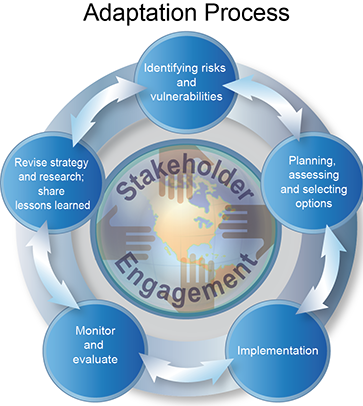 Adaptation Process
Identifying risks
and
vulnerabilities
Planning,
assessing
and selecting
options
Implementation
Monitor
and
evaluate
Revise strategy
and research;
share
lessons learned
Stakeholder
Engagement